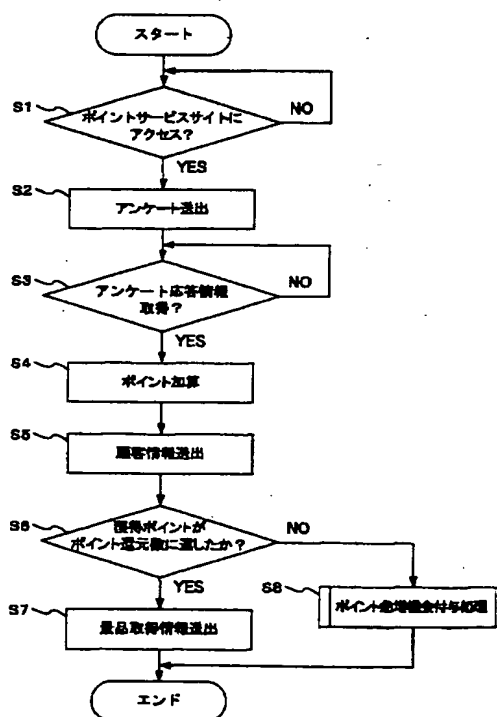 スタート
S1
ポイントサービスサイトに
アクセス?
NO
YES
S2
アンケート送出
S3
アンケート応答情報
取得?
NO
YES
S4
ポイント加算
S5
顧客情報送出
S6
獲得ポイントが
ポイント還元数に達したか?
NO
YES
S7
景品取得情報送出
S8
ポイント急増機会付与処理
エンド